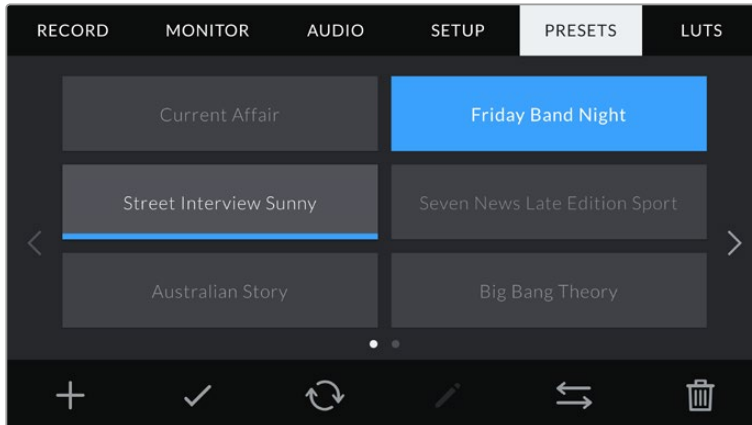 RECORD MONITOR AUDIO SETUP PRESETS LUTS
Current Affair Friday Band Night
Street Interview Sunny Seven News Late Edition Sport
Australian Story Big Bang Theory